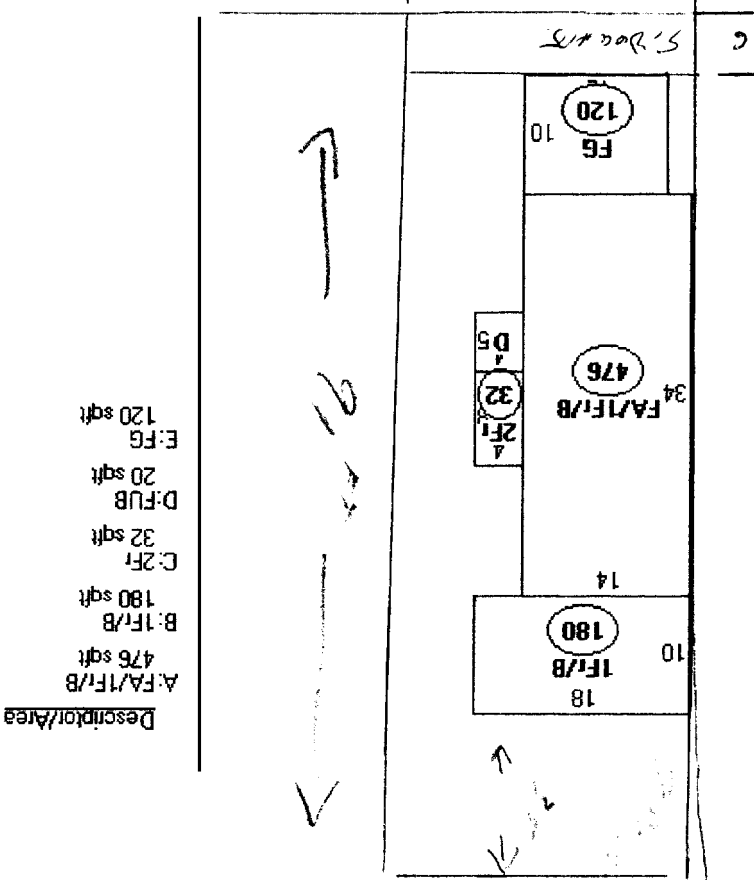 18
1Fr/B
10
180
14
4
2Fr
32
FA/1Fr/B
34
476
4
D 5
FG
10
120
Descriptor/Area
A:FA/1Fr/B
476 sqft
B:1Fr/B
180 sqft
C:2Fr
32 sqft
D:FUB
20 sqft
E:FG
120 sqft